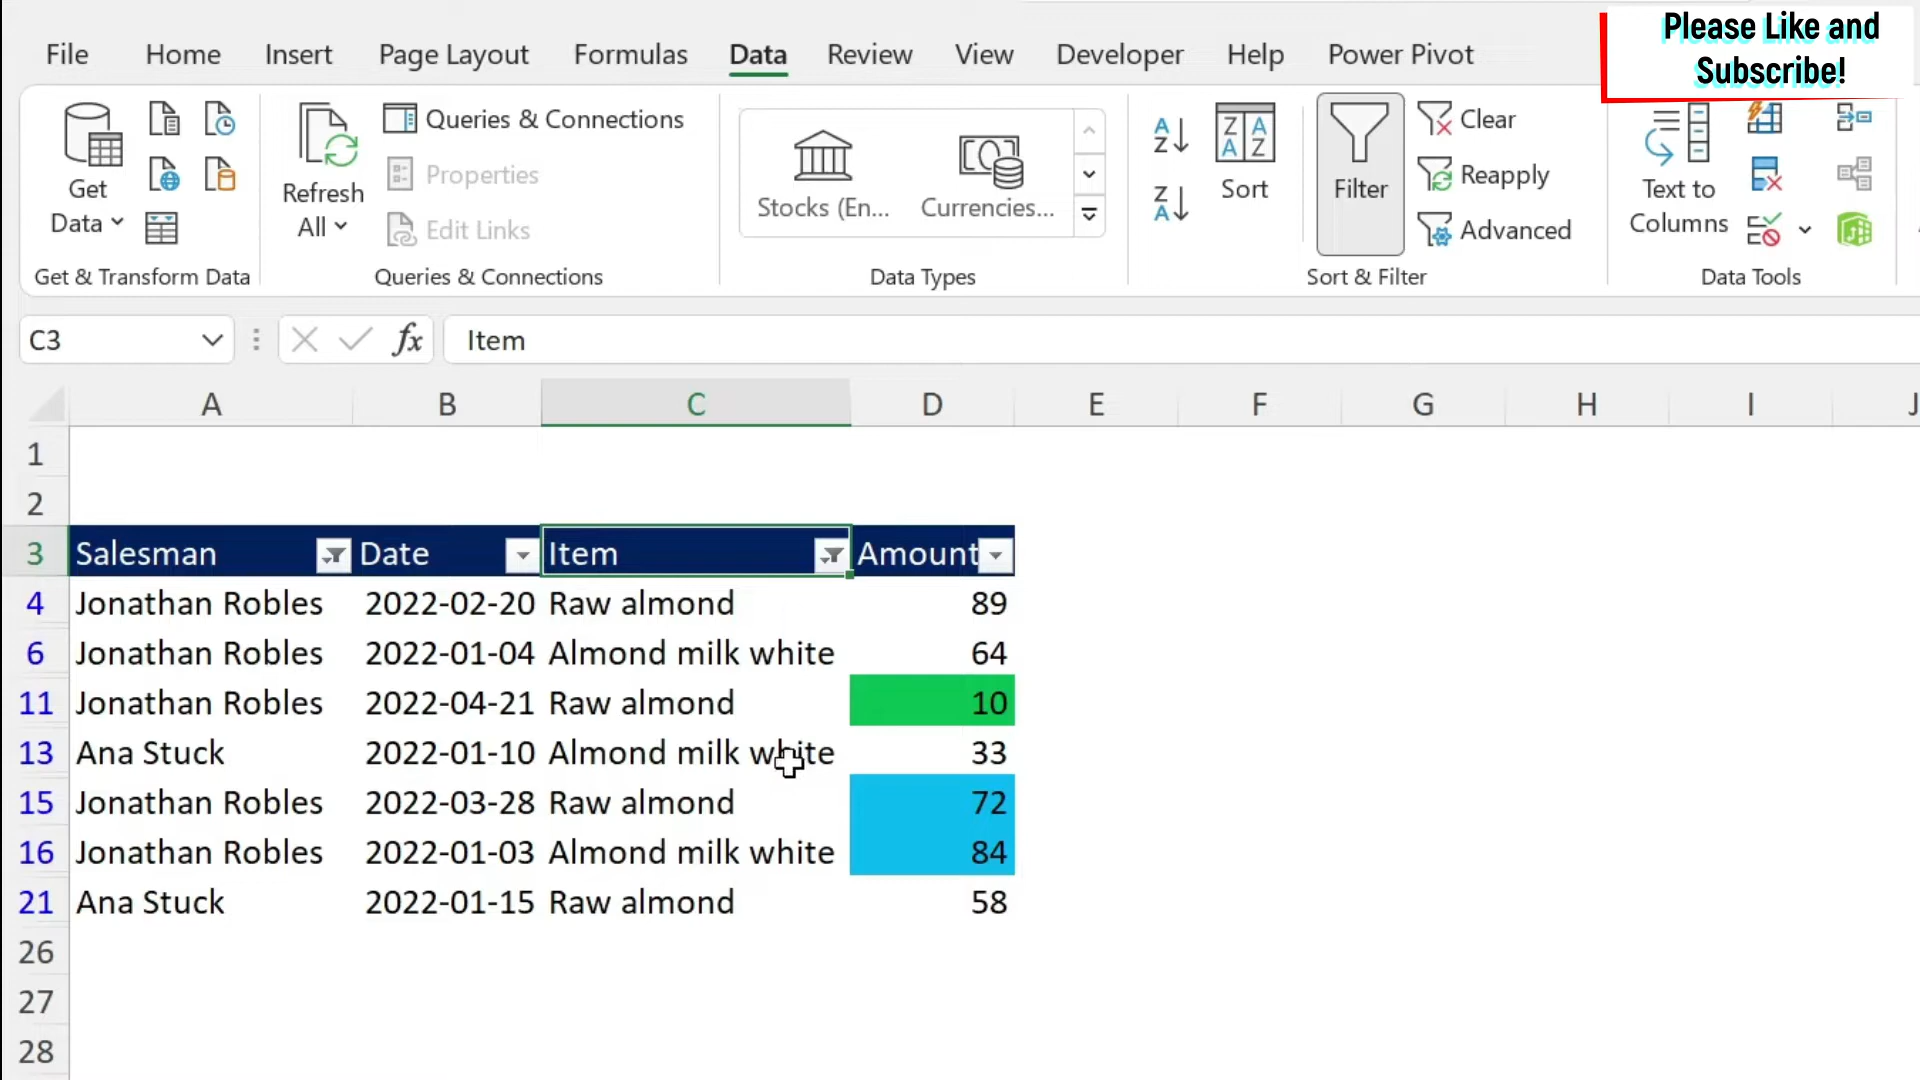 File Home Insert Page Layout Formulas Data Review View Developer Help Power Pivot
Please Like and
Subscribe!
Get
Data
Refresh
All
Queries & Connections
Properties
Edit Links
Stocks (En...
Currencies...
Sort
Filter
Clear
Reapply
Advanced
Text to
Columns
Get & Transform Data
Queries & Connections
Data Types
Sort & Filter
Data Tools
C3 fx Item
A B C D E F G H I J
1
2
3 Salesman Date Item Amount
4 Jonathan Robles 2022-02-20 Raw almond 89
6 Jonathan Robles 2022-01-04 Almond milk white 64
11 Jonathan Robles 2022-04-21 Raw almond 10
13 Ana Stuck 2022-01-10 Almond milk white 33
15 Jonathan Robles 2022-03-28 Raw almond 72
16 Jonathan Robles 2022-01-03 Almond milk white 84
21 Ana Stuck 2022-01-15 Raw almond 58
26
27
28